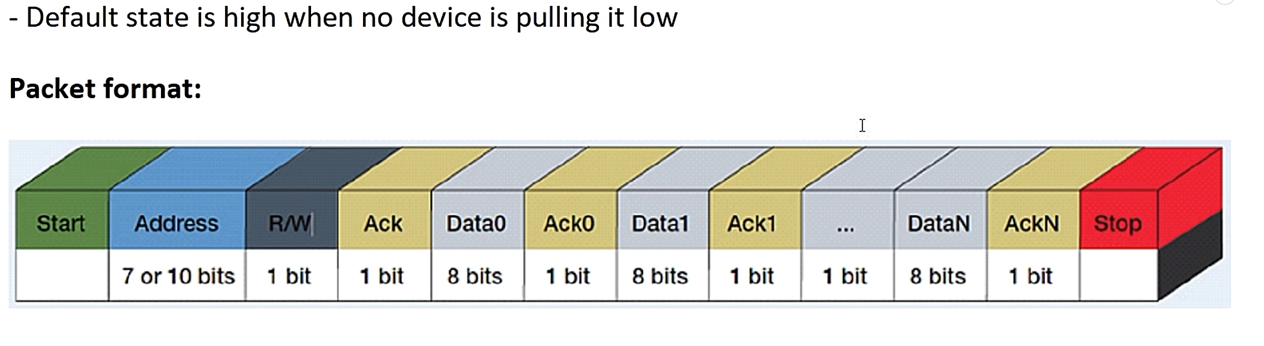 - Default state is high when no device is pulling it low
Packet format:
Start Address R/W Ack Data0 Ack0 Data1 Ack1 ... DataN AckN Stop
7 or 10 bits 1 bit 1 bit 8 bits 1 bit 8 bits 1 bit 1 bit 8 bits 1 bit